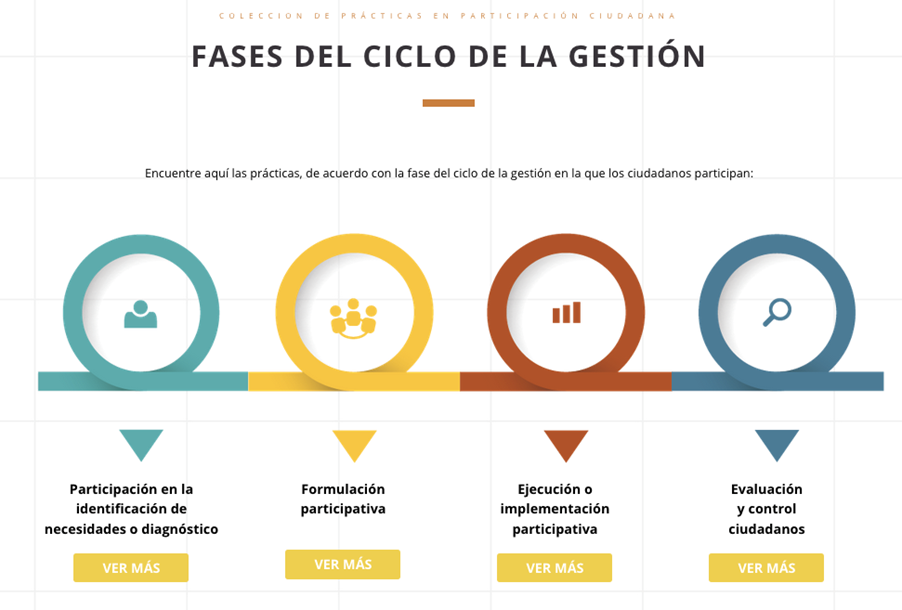 COLECCION DE PRÁCTICAS EN PARTICIPACIÓN CIUDADANA
FASES DEL CICLO DE LA GESTIÓN
Encuentre aquí las prácticas, de acuerdo con la fase del ciclo de la gestión en la que los ciudadanos participan:
Participación en la
identificación de
necesidades o diagnóstico
VER MÁS
Formulación
participativa
VER MÁS
Ejecución o
implementación
participativa
VER MÁS
Evaluación
y control
ciudadanos
VER MÁS